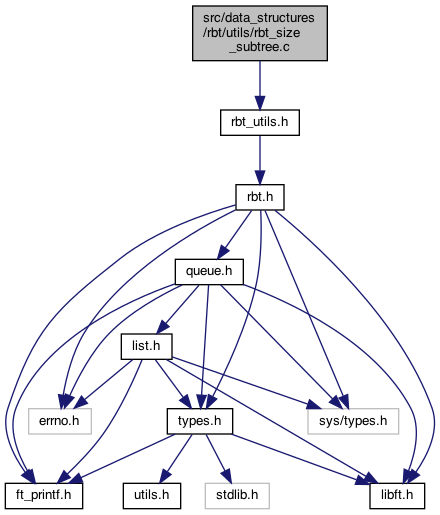 src/data_structures
/rbt/utils/rbt_size
_subtree.c
rbt_utils.h
rbt.h
queue.h
list.h
errno.h
types.h
sys/types.h
ft_printf.h
utils.h
stdlib.h
libft.h